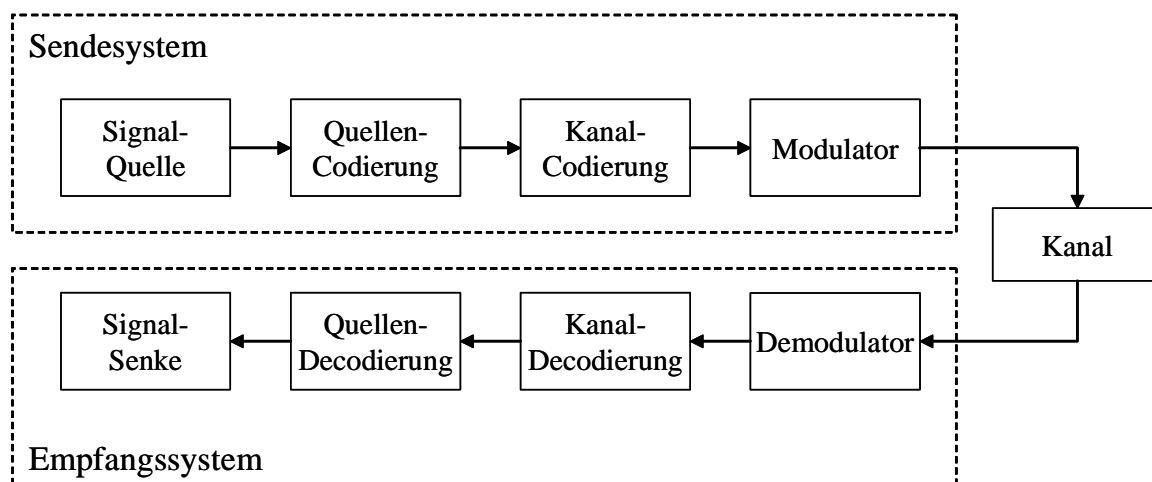 Sendesystem
Signal-
Quelle
Quellen-
Codierung
Kanal-
Codierung
Modulator
Kanal
Signal-
Senke
Quellen-
Decodierung
Kanal-
Decodierung
Demodulator
Empfangssystem